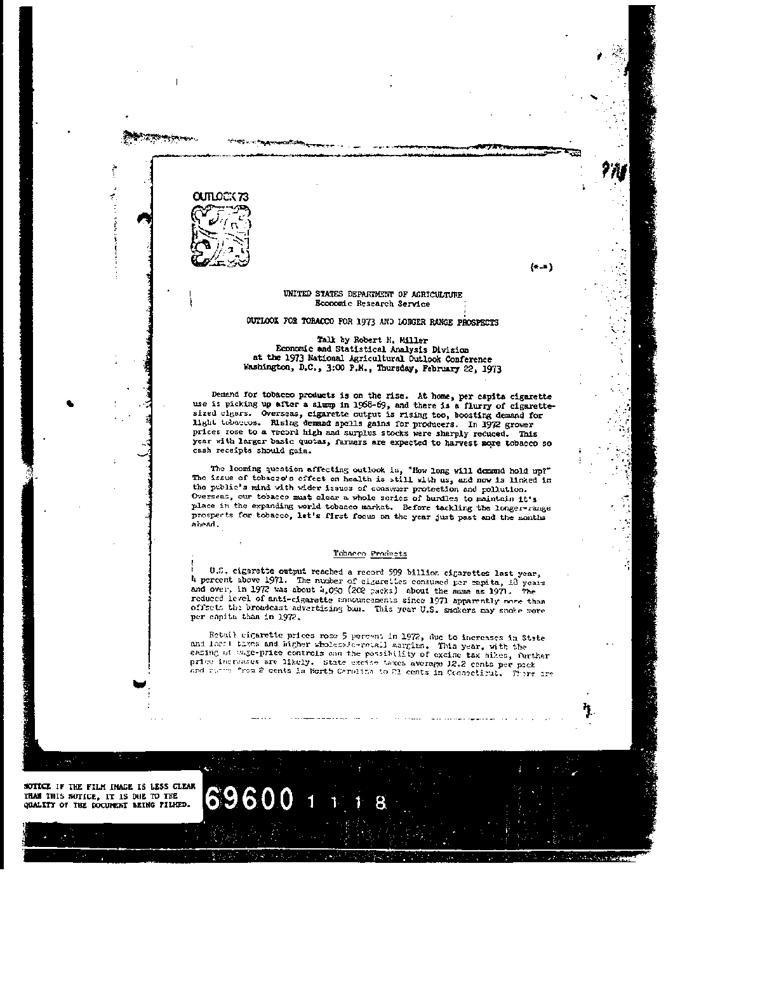 OUTLOOK 73
UNITED STATES DEPARTMENT OF AGRICULTURE
Economic Research Service
OUTLOOK FOR TOBACCO FOR 1973 AND LONGER RANGE PROSPECTS
Talk by Robert H. Miller
Economic and Statistical Analysis Division
at the 1973 National Agricultural Outlook Conference
Washington, D.C., 3:00 P.M., Thursday, February 22, 1973
Demand for tobacco products is on the rise. At home, per capita cigarette
use is picking up after a slump in 1968-69, and there is a flurry of cigarette-
sized cigars. Overseas, cigarette output is rising too, boosting demand for
light tobaccos. Rising demand spells gains for producers. In 1972 grower
prices rose to a record high and surplus stocks were sharply reduced. This
year with larger basic quotas, farmers are expected to harvest more tobacco so
cash receipts should gain.
The looming question affecting outlook is, "How long will demand hold up?"
The issue of tobacco's effect on health is still with us, and now is linked in
the public's mind with wider issues of consumer protection and pollution.
Overseas, our tobacco must clear a whole series of hurdles to maintain it's
place in the expanding world tobacco market. Before tackling the longer-range
prospects for tobacco, let's first focus on the year just past and the months
ahead.
Tobacco Products
U.S. cigarette output reached a record 599 billion cigarettes last year,
4 percent above 1971. The number of cigarettes consumed per capita, 18 years
and over, in 1972 was about 4,050 (202 packs) about the same as 1971. The
reduced level of anti-cigarette announcements since 1971 apparently more than
offsets the broadcast advertising ban. This year U.S. smokers may smoke more
per capita than in 1972.
Retail cigarette prices rose 5 percent in 1972, due to increases in State
and local taxes and higher wholesale-retail margins. This year, with the
easing of wage-price controls and the possibility of excise tax hikes, further
price increases are likely. State excise taxes average 12.2 cents per pack
and from 2 cents in North Carolina to 21 cents in Connecticut. There are
NOTICE IF THE FILM IMAGE IS LESS CLEAR
THAN THIS NOTICE, IT IS DUE TO THE
QUALITY OF THE DOCUMENT BEING FILMED.
69600 1 1 1 8